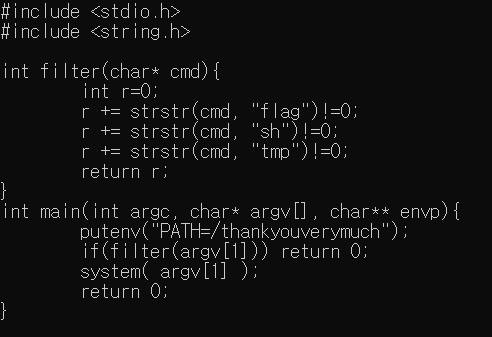 #include <stdio.h>
#include <string.h>

int filter(char* cmd){
        int r=0;
        r += strstr(cmd, "flag")!=0;
        r += strstr(cmd, "sh")!=0;
        r += strstr(cmd, "tmp")!=0;
        return r;
}
int main(int argc, char* argv[], char** envp){
        putenv("PATH=/thankyouverymuch");
        if(filter(argv[1])) return 0;
        system( argv[1] );
        return 0;
}